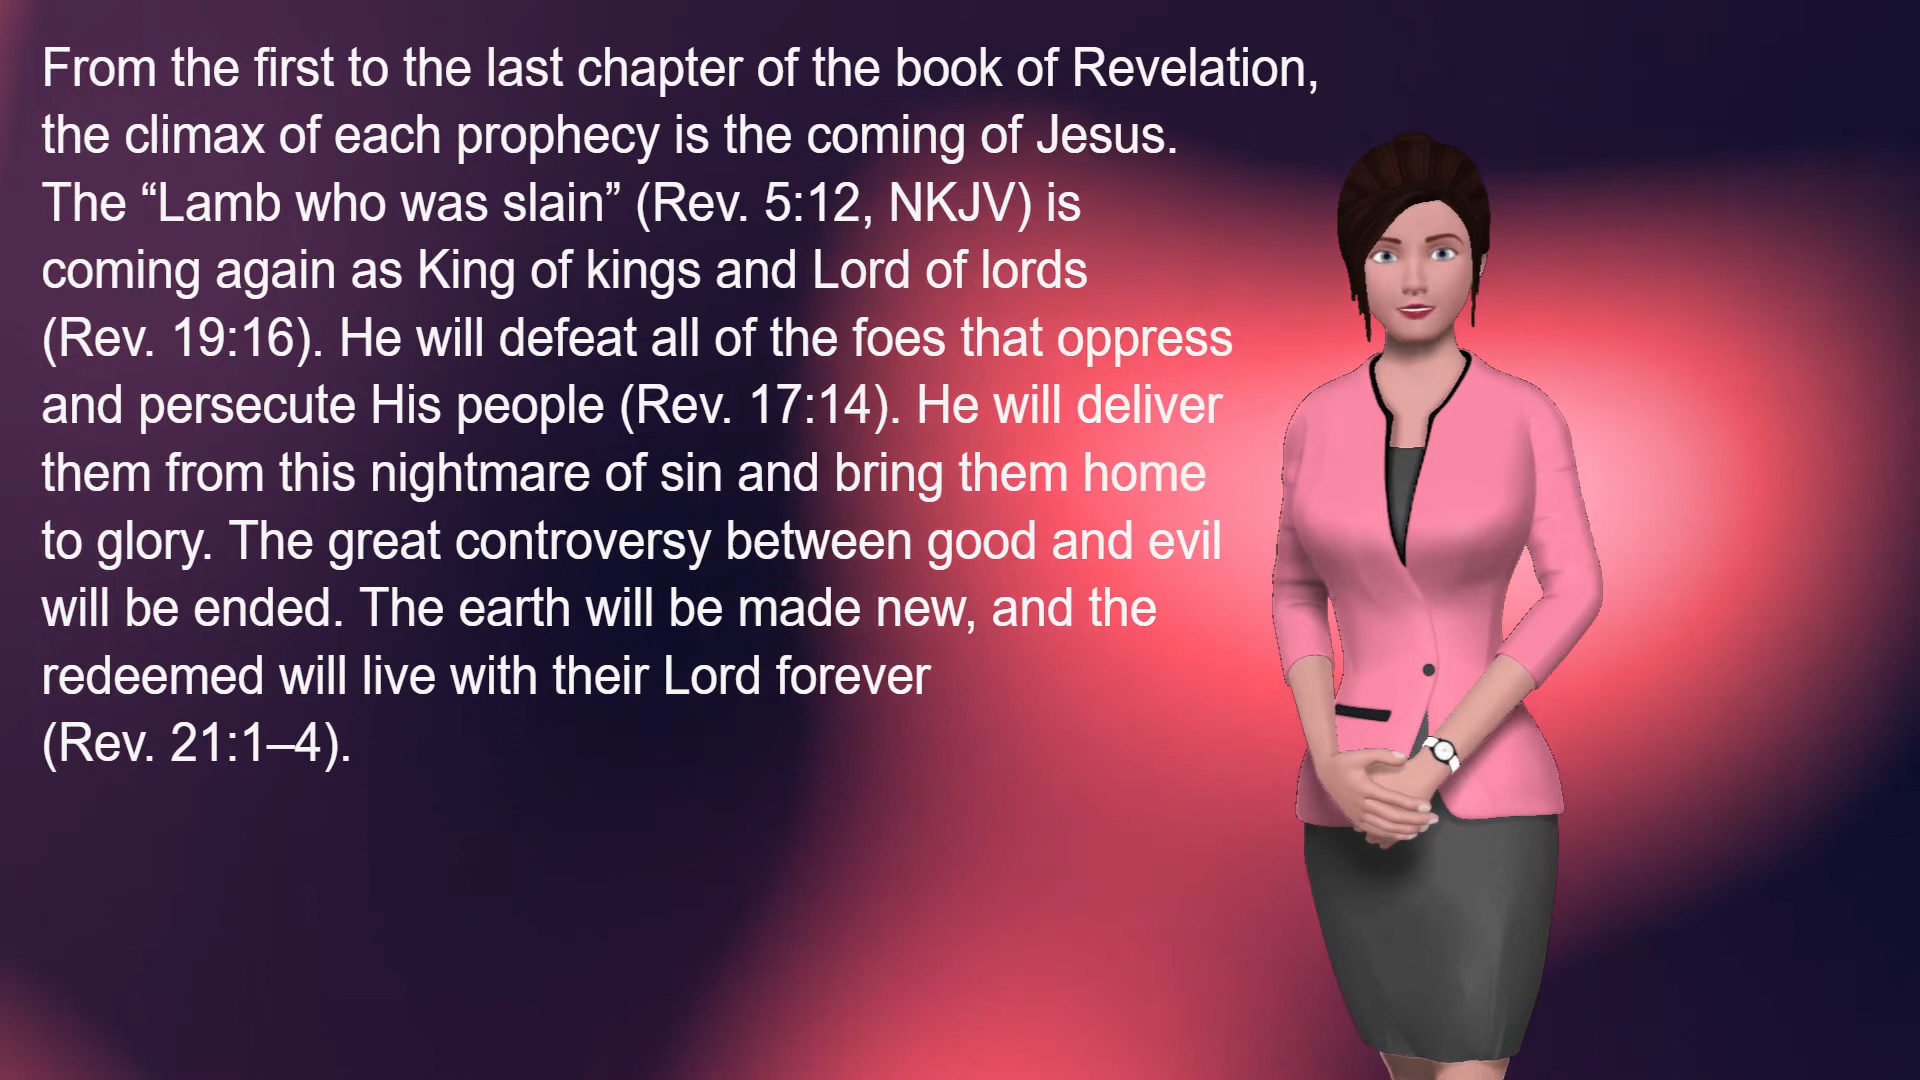 From the first to the last chapter of the book of Revelation,
the climax of each prophecy is the coming of Jesus.
The “Lamb who was slain” (Rev. 5:12, NKJV) is
coming again as King of kings and Lord of lords
(Rev. 19:16). He will defeat all of the foes that oppress
and persecute His people (Rev. 17:14). He will deliver
them from this nightmare of sin and bring them home
to glory. The great controversy between good and evil
will be ended. The earth will be made new, and the
redeemed will live with their Lord forever
(Rev. 21:1–4).